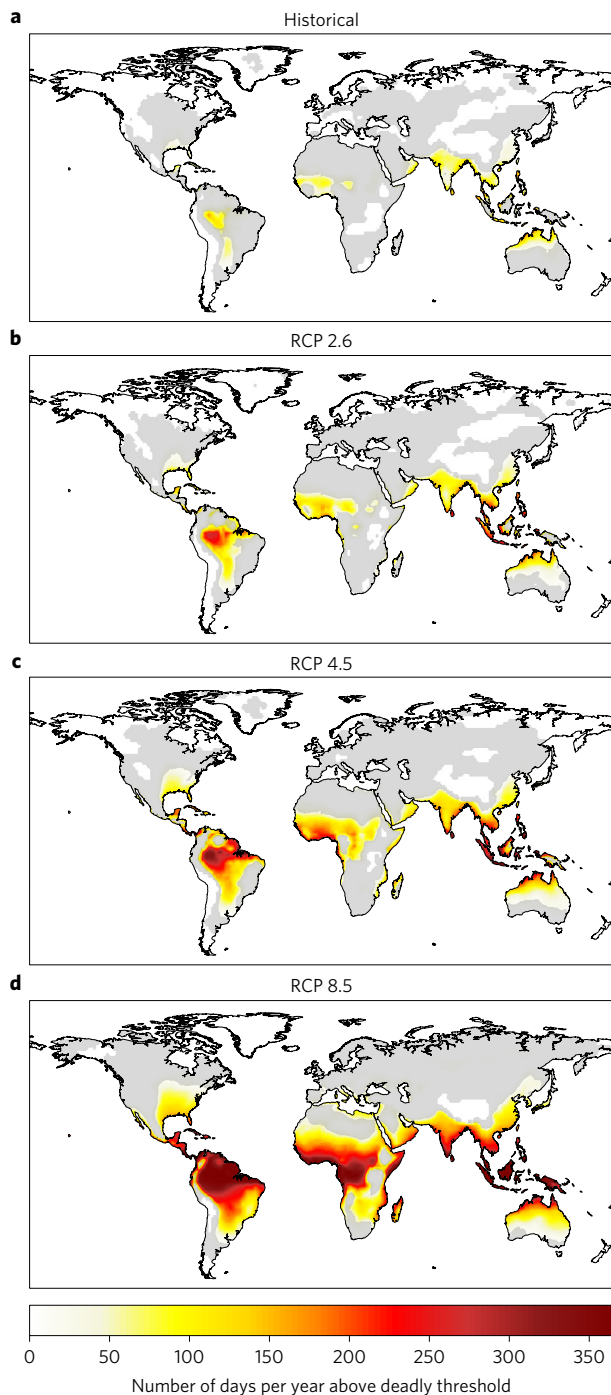 a
Historical
b
RCP 2.6
c
RCP 4.5
d
RCP 8.5
0 50 100 150 200 250 300 350
Number of days per year above deadly threshold